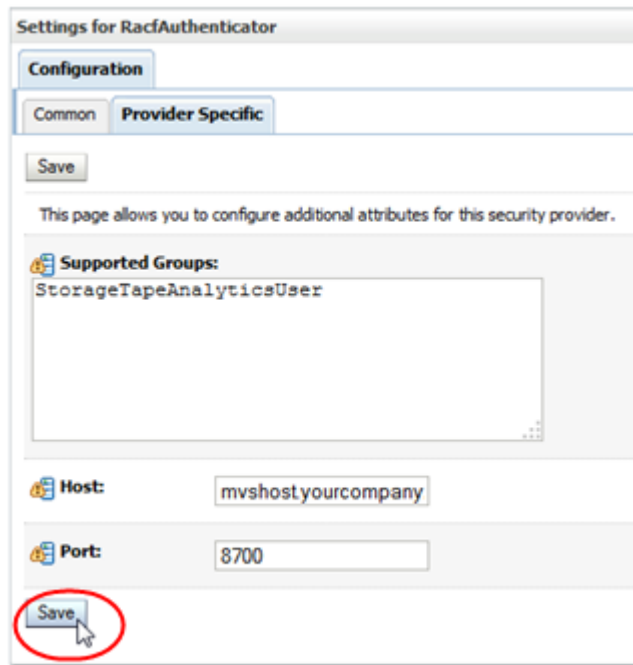 Settings for RacfAuthenticator
Configuration
Common Provider Specific
Save
This page allows you to configure additional attributes for this security provider.
Supported Groups:
StorageTapeAnalyticsUser
Host: mvshost.yourcompany
Port: 8700
Save